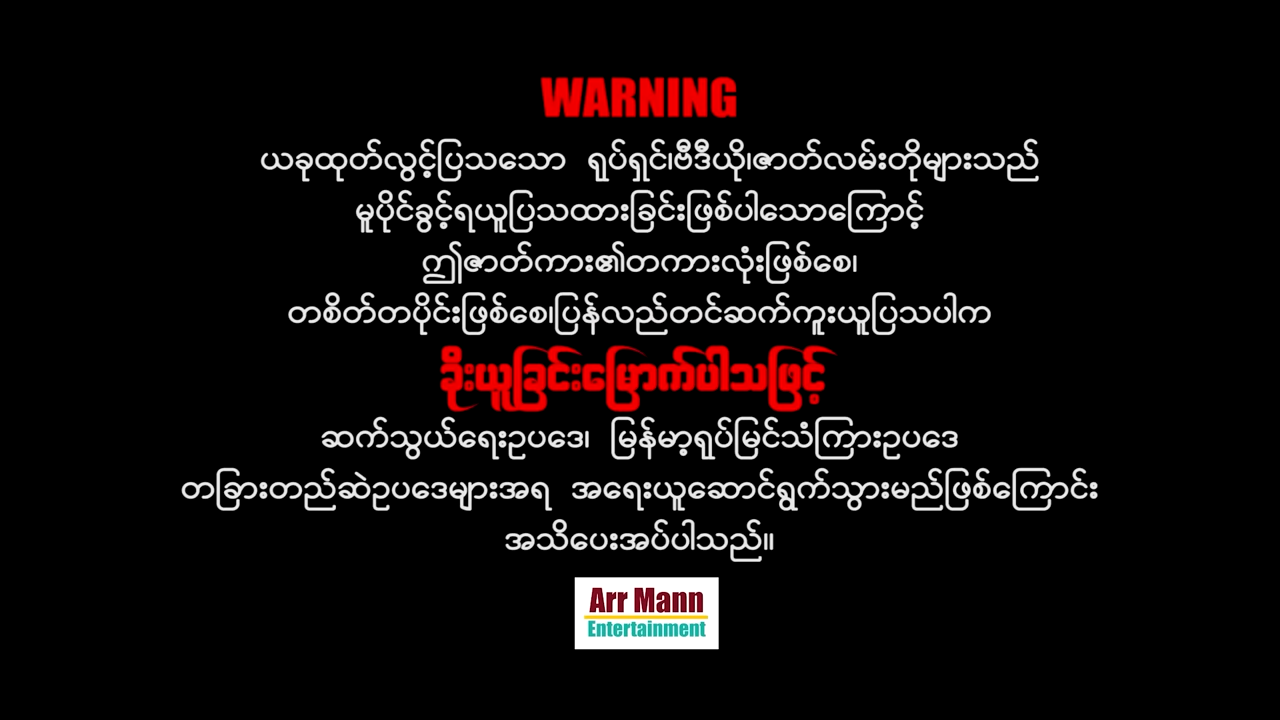 WARNING
ယခုထုတ်လွင့်ပြသသော ရုပ်ရှင်၊ဗီဒီယို၊ဇာတ်လမ်းတိုများသည်
မူပိုင်ခွင့်ရယူပြသထားခြင်းဖြစ်ပါသောကြောင့်
ဤဇာတ်ကား၏တကားလုံးဖြစ်စေ၊
တစိတ်တပိုင်းဖြစ်စေ၊ပြန်လည်တင်ဆက်ကူးယူပြသပါက
ခိုးယူခြင်းမြောက်ပါသဖြင့်
ဆက်သွယ်ရေးဥပဒေ၊ မြန်မာ့ရုပ်မြင်သံကြားဥပဒေ
တခြားတည်ဆဲဥပဒေများအရ အရေးယူဆောင်ရွက်သွားမည်ဖြစ်ကြောင်း
အသိပေးအပ်ပါသည်။
Arr Mann
Entertainment